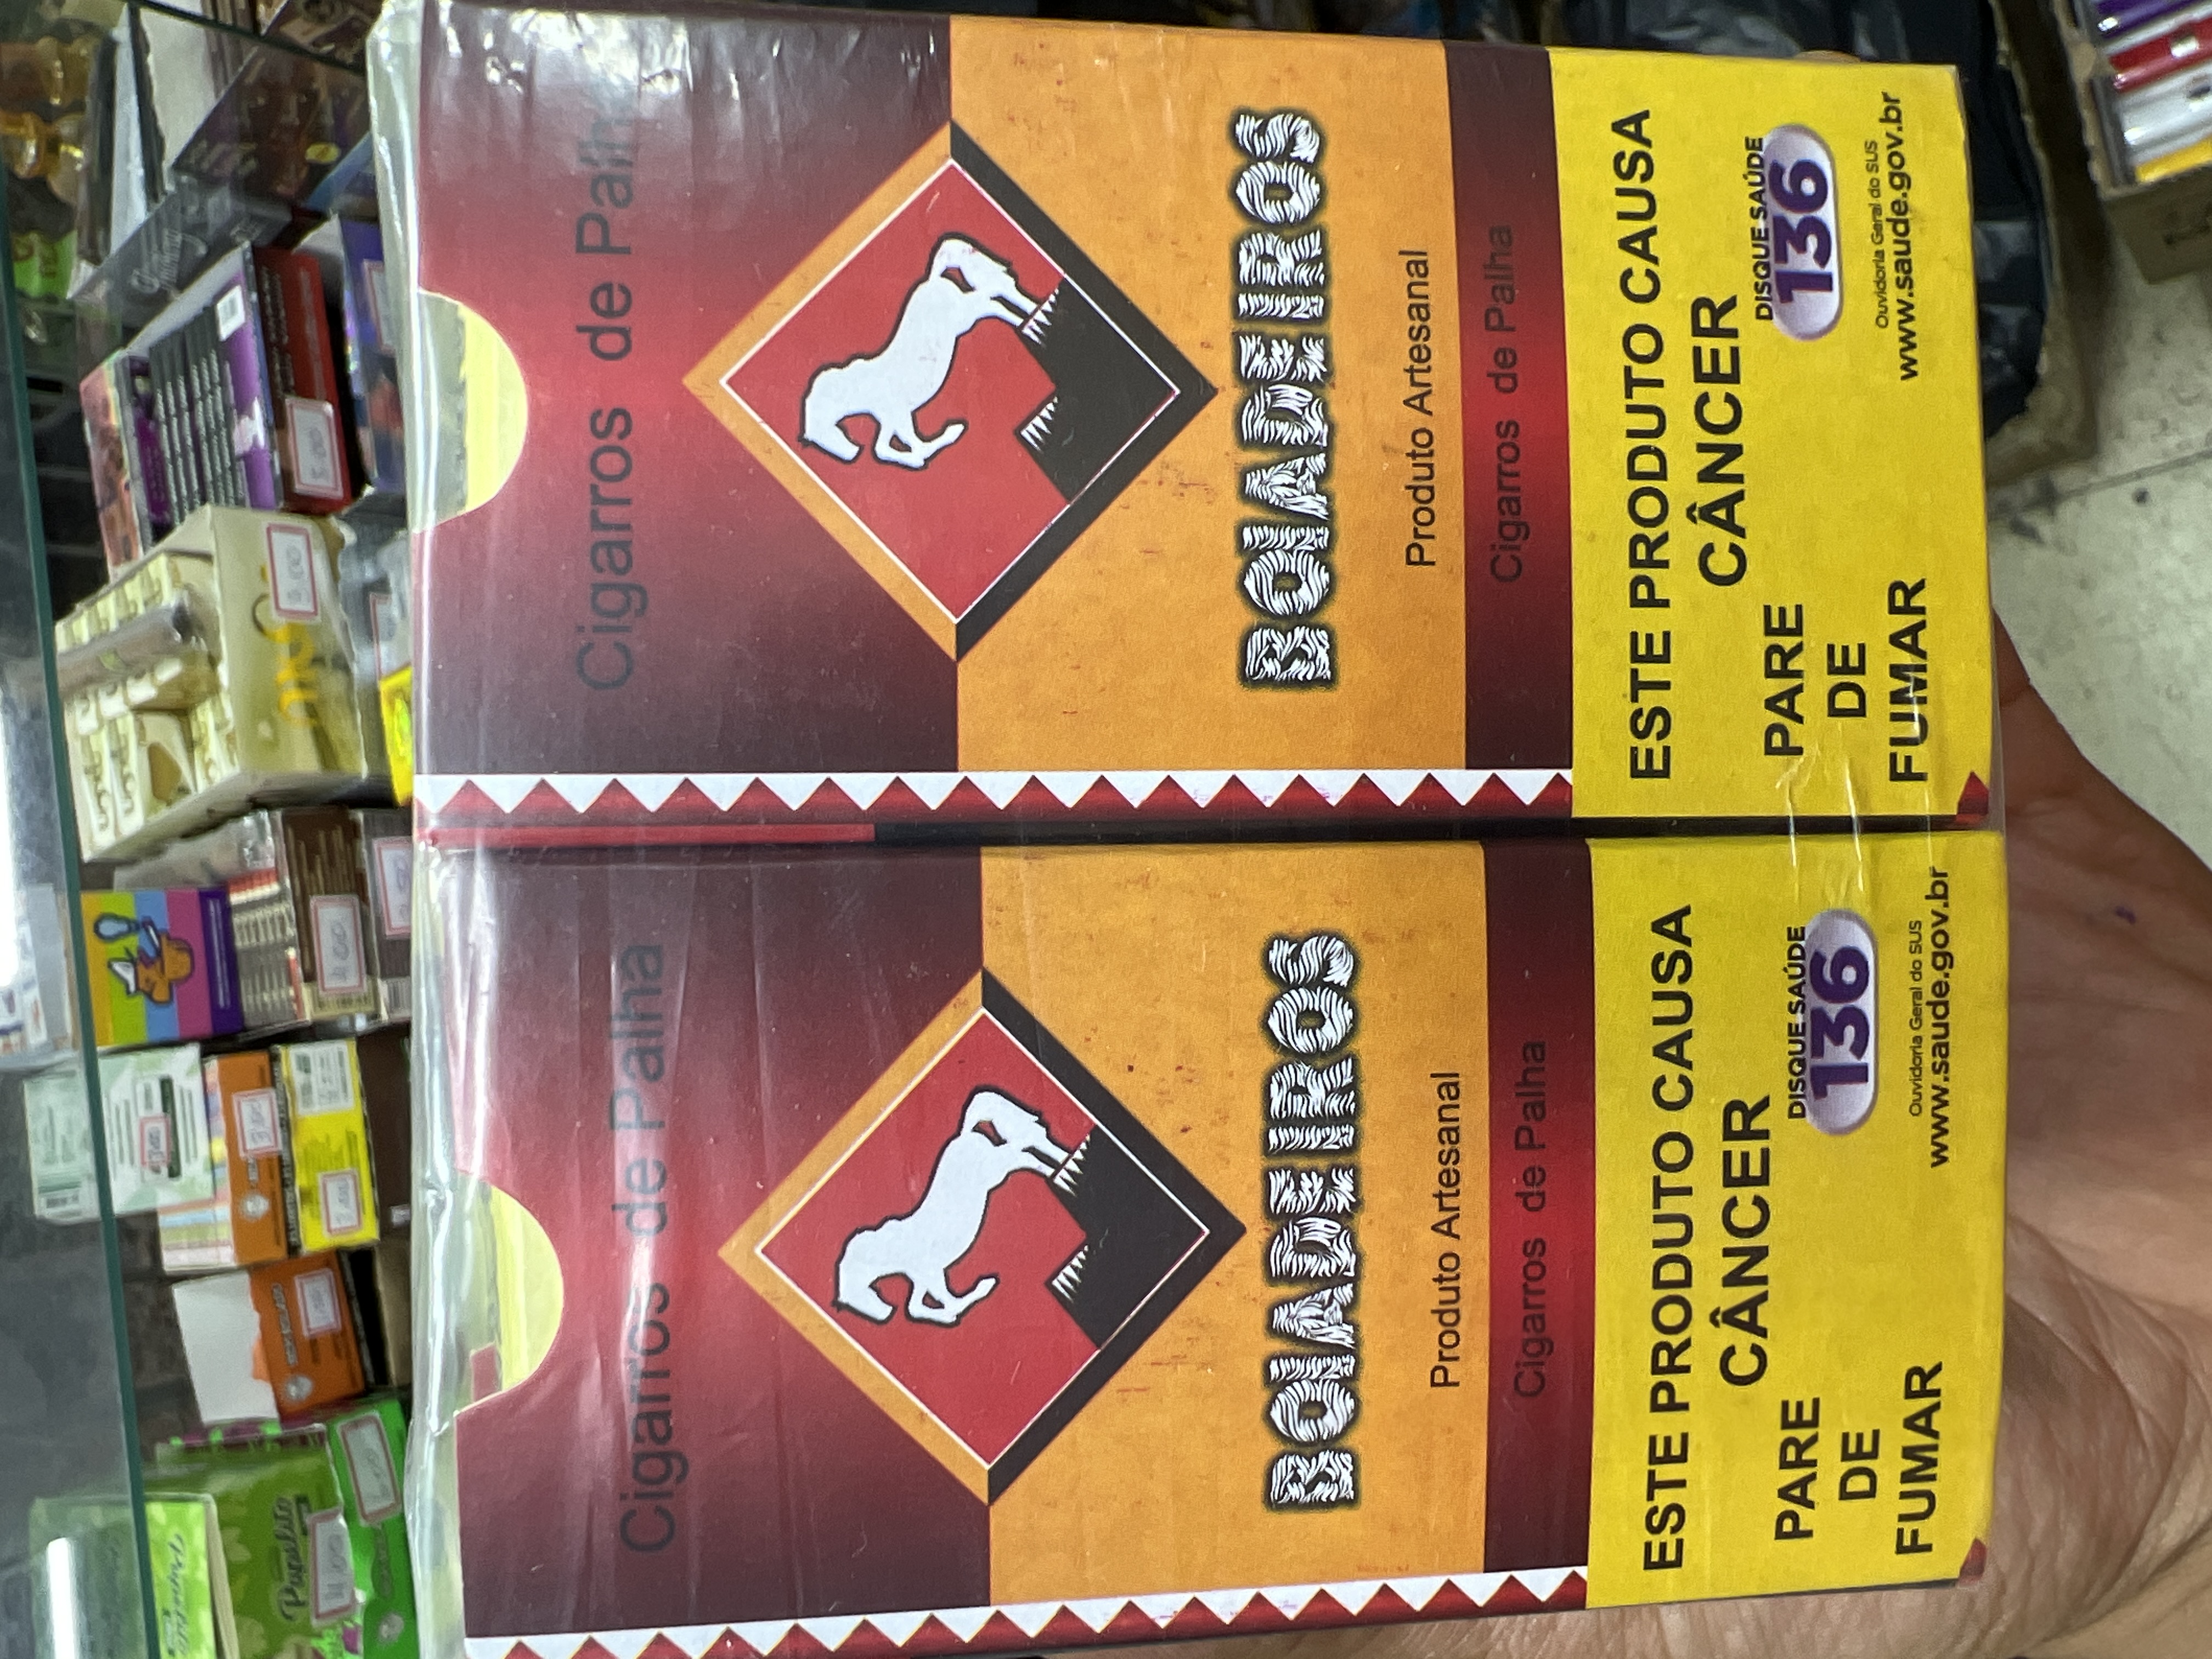 Cigarros de Palha
BOIADEIROS
Produto Artesanal
Cigarros de Palha
ESTE PRODUTO CAUSA
CÂNCER
PARE
DE
FUMAR
DISQUE SAÚDE
136
Ouvidoria Geral do SUS
www.saude.gov.br
Cigarros de Palha
BOIADEIROS
Produto Artesanal
Cigarros de Palha
ESTE PRODUTO CAUSA
CÂNCER
PARE
DE
FUMAR
DISQUE SAÚDE
136
Ouvidoria Geral do SUS
www.saude.gov.br
Papelito